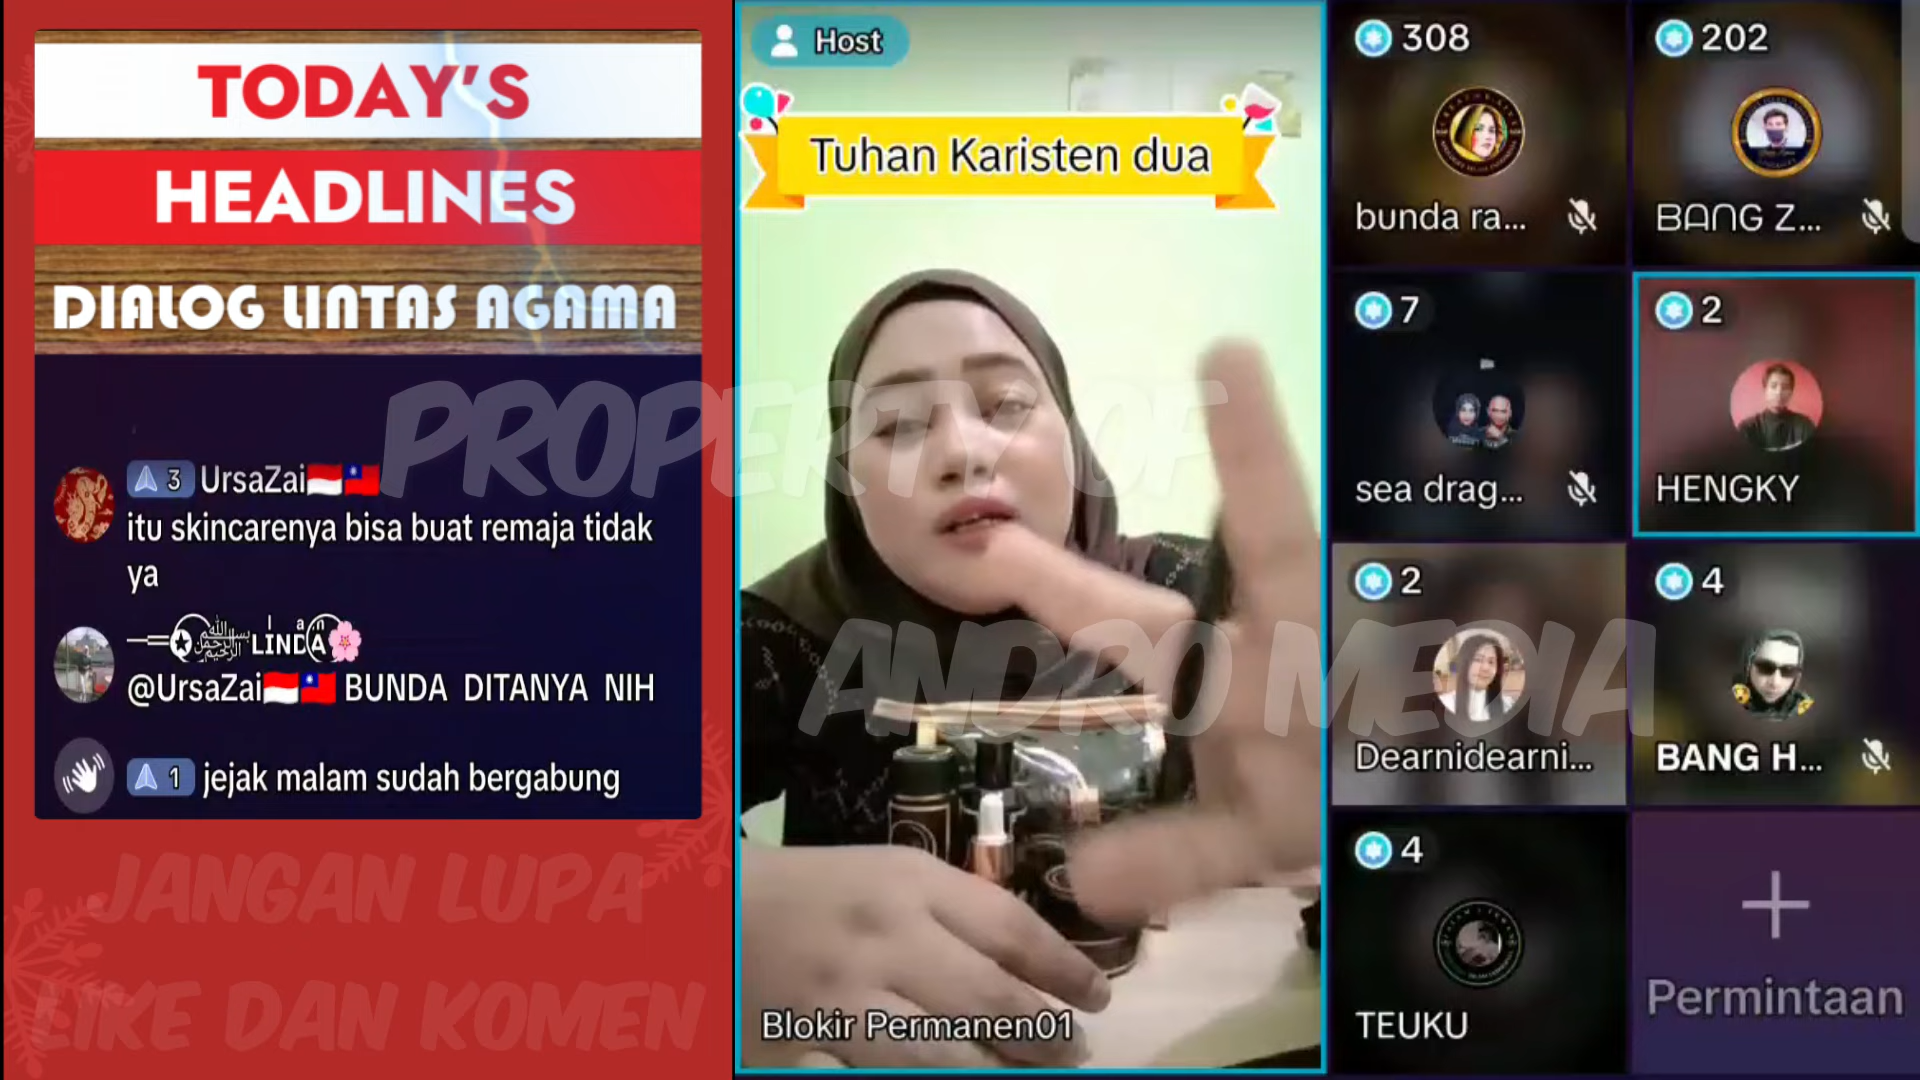 TODAY'S
HEADLINES
DIALOG LINTAS AGAMA
3 UrsaZai
itu skincarenya bisa buat remaja tidak
ya
LINDA
@UrsaZai BUNDA DITANYA NIH
1 jejak malam sudah bergabung
JANGAN LUPA
LIKE DAN KOMEN
PROPERTY OF
ANDRO MEDIA
Host
Tuhan Karisten dua
Blokir Permanen01
308
bunda ra...
202
BANG Z...
7
sea drag...
2
HENGKY
2
Dearnidearni...
4
BANG H...
4
TEUKU
Permintaan